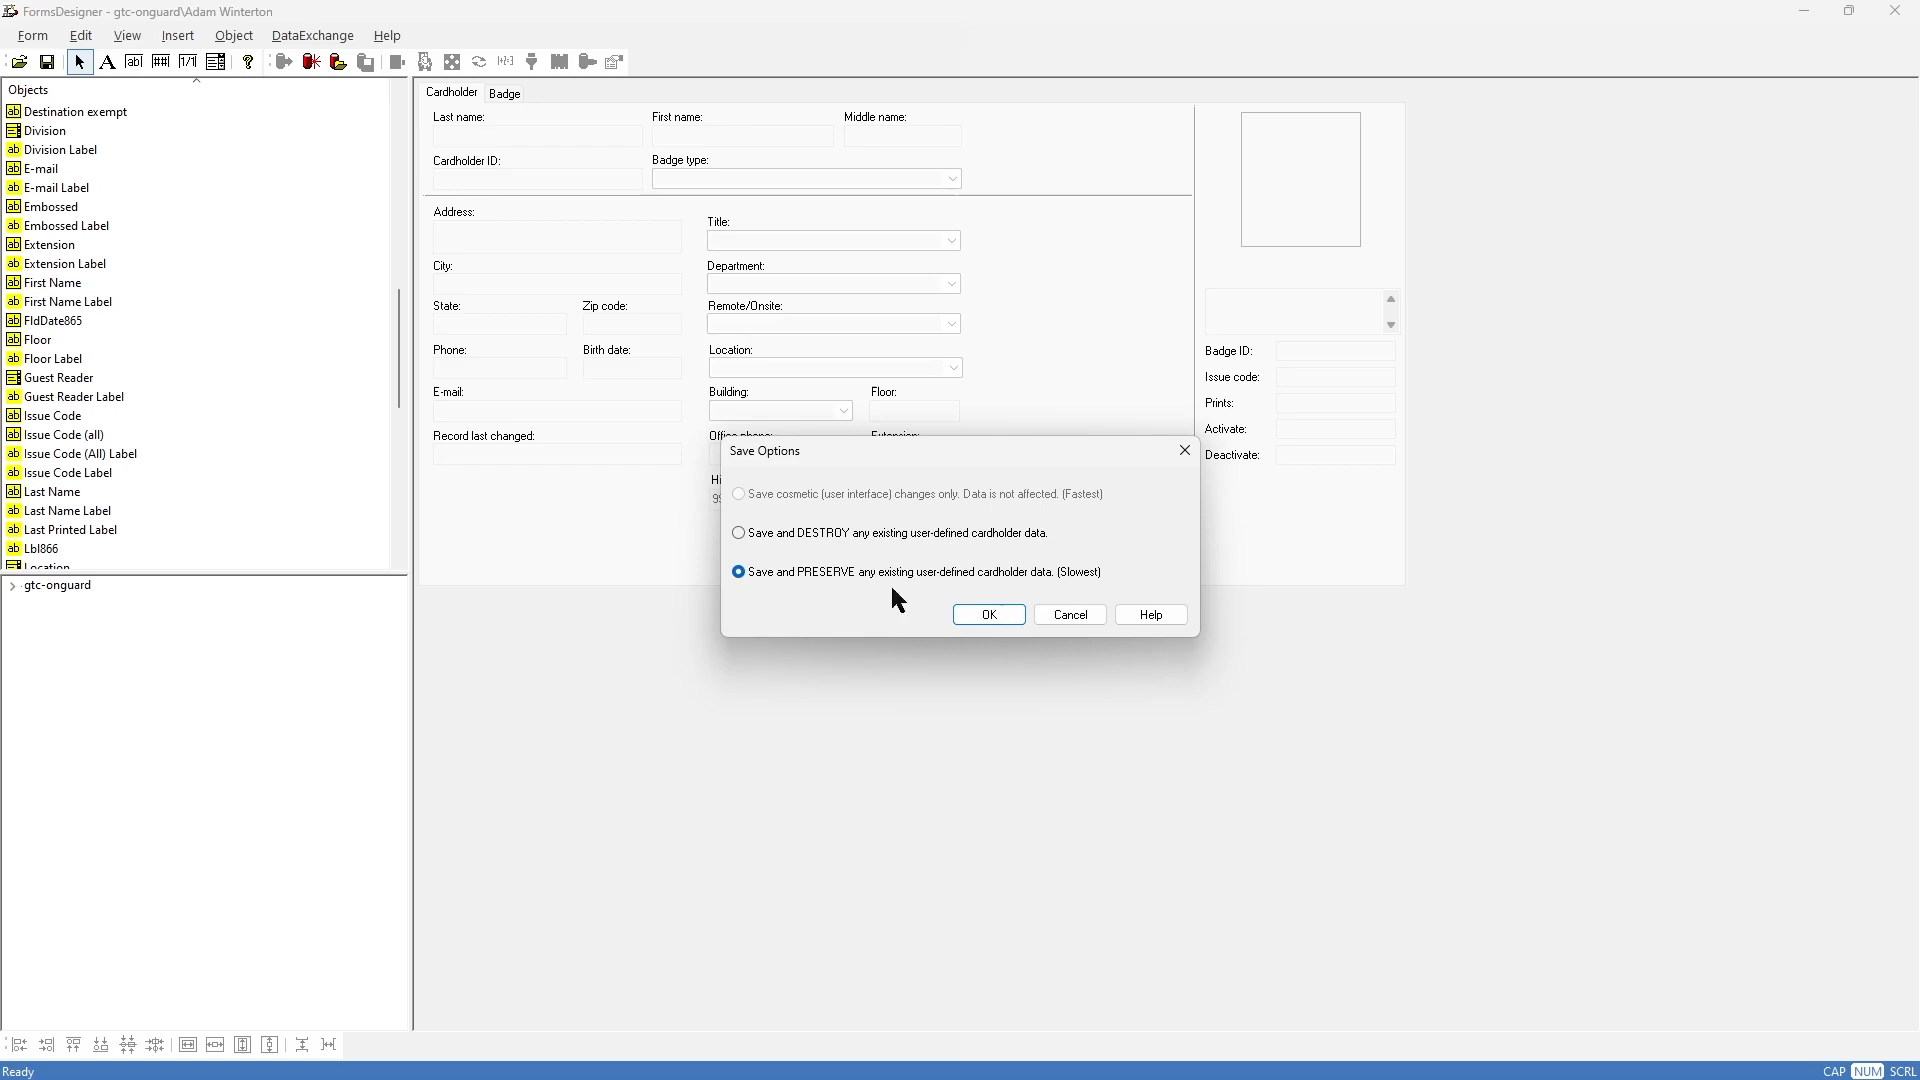 FormsDesigner - gtc-onguard\Adam Winterton
Form Edit View Insert Object DataExchange Help
Objects
Destination exempt
Division
Division Label
E-mail
E-mail Label
Embossed
Embossed Label
Extension
Extension Label
First Name
First Name Label
FldDate865
Floor
Floor Label
Guest Reader
Guest Reader Label
Issue Code
Issue Code (all)
Issue Code (All) Label
Issue Code Label
Last Name
Last Name Label
Last Printed Label
Lbl866
Location
gtc-onguard
Cardholder Badge
Last name: First name: Middle name:
Cardholder ID: Badge type:
Address: Title:
City: Department:
State: Zip code: Remote/Onsite:
Phone: Birth date: Location:
E-mail: Building: Floor:
Record last changed: Office phone: Extension:
Badge ID:
Issue code:
Prints:
Activate:
Deactivate:
Save Options
Save cosmetic (user interface) changes only. Data is not affected. (Fastest)
Save and DESTROY any existing user-defined cardholder data.
Save and PRESERVE any existing user-defined cardholder data. (Slowest)
OK Cancel Help
Ready CAP NUM SCRL